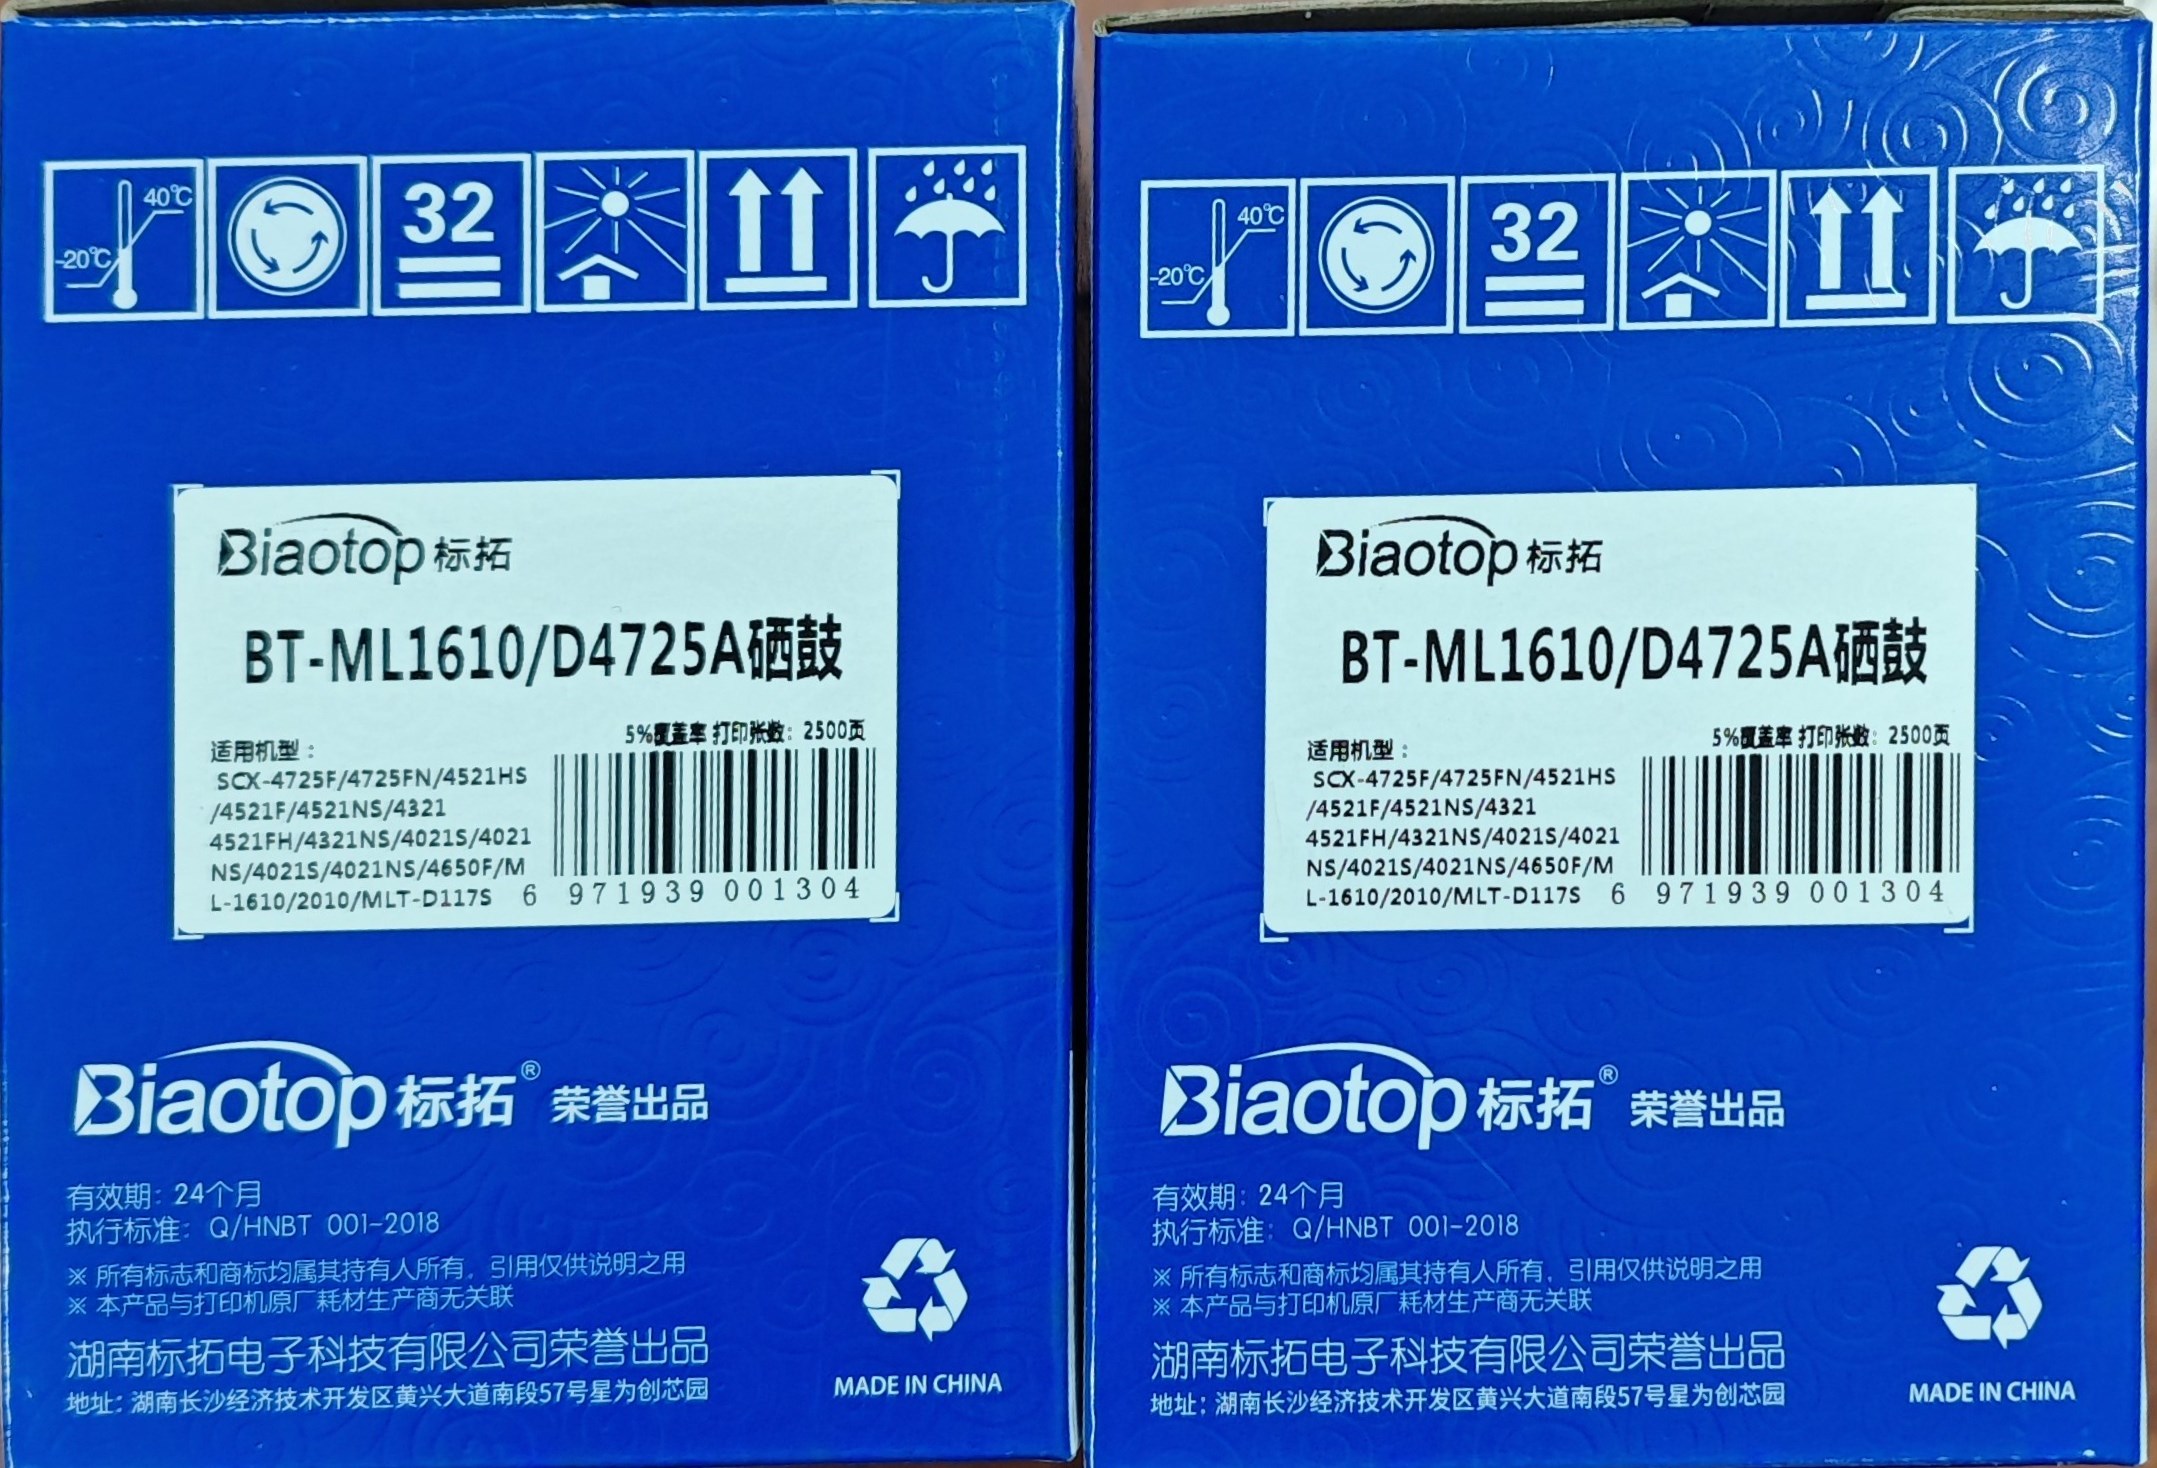 40℃
-20℃
32
Biaotop 标拓
BT-ML1610/D4725A硒鼓
5%覆盖率 打印张数：2500页
适用机型：
SCX-4725F/4725FN/4521HS
/4521F/4521NS/4321
4521FH/4321NS/4021S/4021
NS/4021S/4021NS/4650F/M
L-1610/2010/MLT-D117S
6 971939 001304
Biaotop 标拓® 荣誉出品
有效期：24个月
执行标准：Q/HNBT 001-2018
※ 所有标志和商标均属其持有人所有，引用仅供说明之用
※ 本产品与打印机原厂耗材生产商无关联
湖南标拓电子科技有限公司荣誉出品
地址：湖南长沙经济技术开发区黄兴大道南段57号星为创芯园
MADE IN CHINA
40℃
-20℃
32
Biaotop 标拓
BT-ML1610/D4725A硒鼓
5%覆盖率 打印张数：2500页
适用机型：
SCX-4725F/4725FN/4521HS
/4521F/4521NS/4321
4521FH/4321NS/4021S/4021
NS/4021S/4021NS/4650F/M
L-1610/2010/MLT-D117S
6 971939 001304
Biaotop 标拓® 荣誉出品
有效期：24个月
执行标准：Q/HNBT 001-2018
※ 所有标志和商标均属其持有人所有，引用仅供说明之用
※ 本产品与打印机原厂耗材生产商无关联
湖南标拓电子科技有限公司荣誉出品
地址：湖南长沙经济技术开发区黄兴大道南段57号星为创芯园
MADE IN CHINA